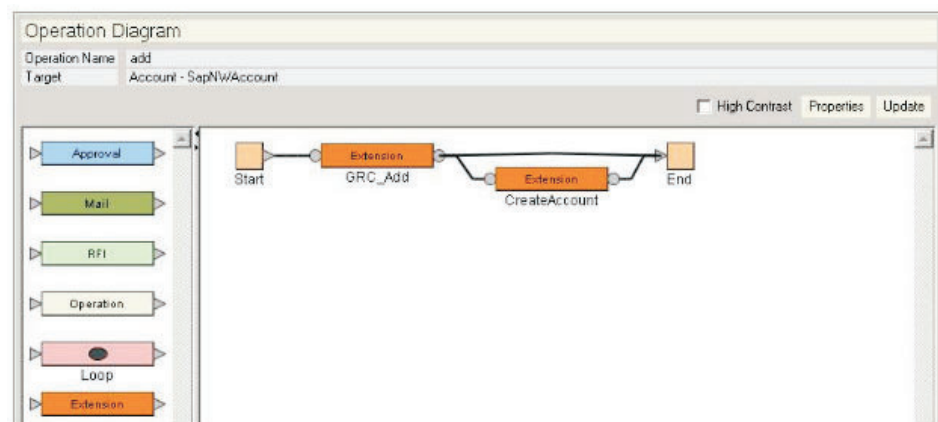 Operation Diagram
Operation Name add
Target Account - SapNWAccount
High Contrast Properties Update
Approval
Mail
RFI
Operation
Loop
Extension
Start
Extension
GRC_Add
Extension
CreateAccount
End